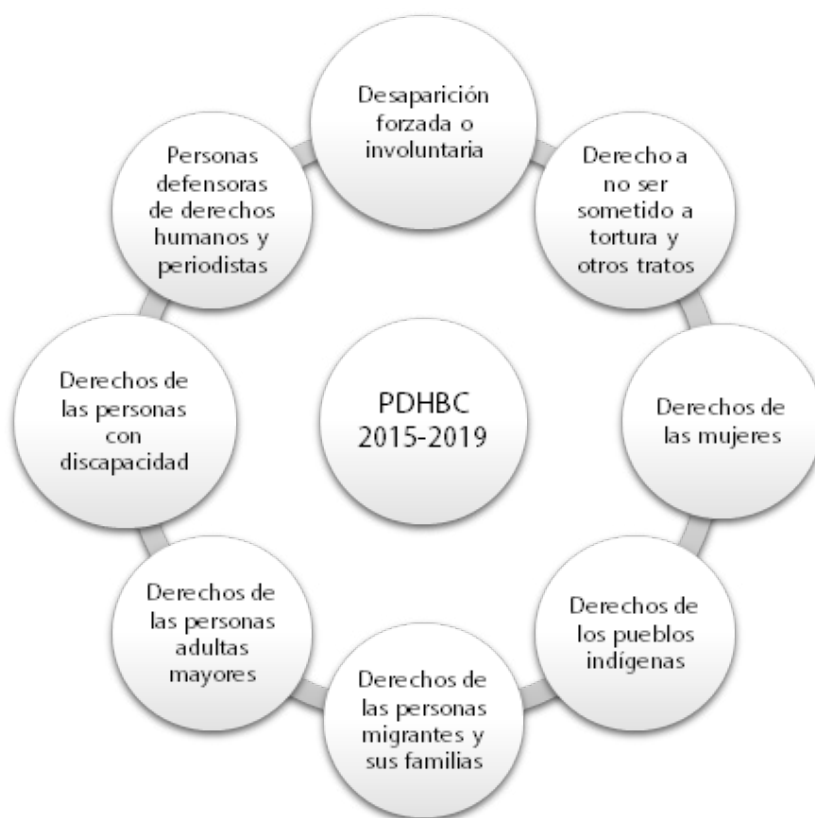 Desaparición
forzada o
involuntaria
Derecho a
no ser
sometido a
tortura y
otros tratos
Derechos de
las mujeres
Derechos de
los pueblos
indígenas
Derechos de
las personas
migrantes y
sus familias
Derechos de
las personas
adultas
mayores
Derechos de
las personas
con
discapacidad
Personas
defensoras
de derechos
humanos y
periodistas
PDHBC
2015-2019